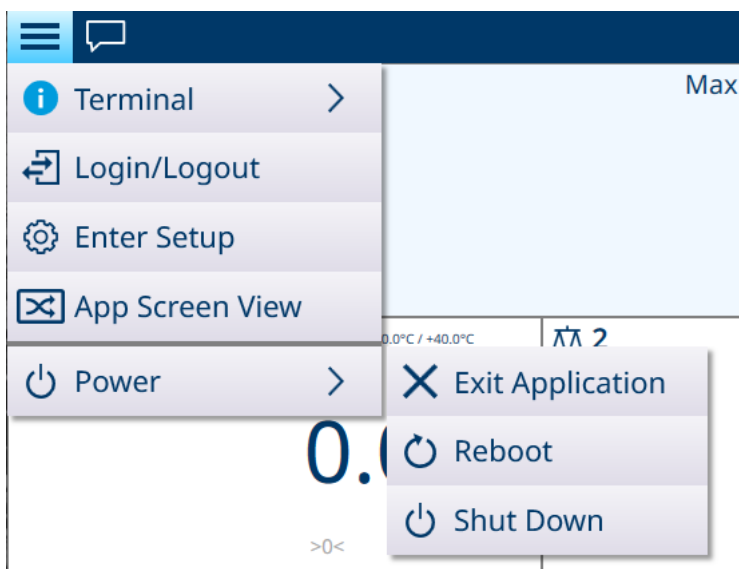 Max
Terminal
Login/Logout
Enter Setup
App Screen View
0.0°C / +40.0°C
2
Power
Exit Application
Reboot
Shut Down
0.
>0<